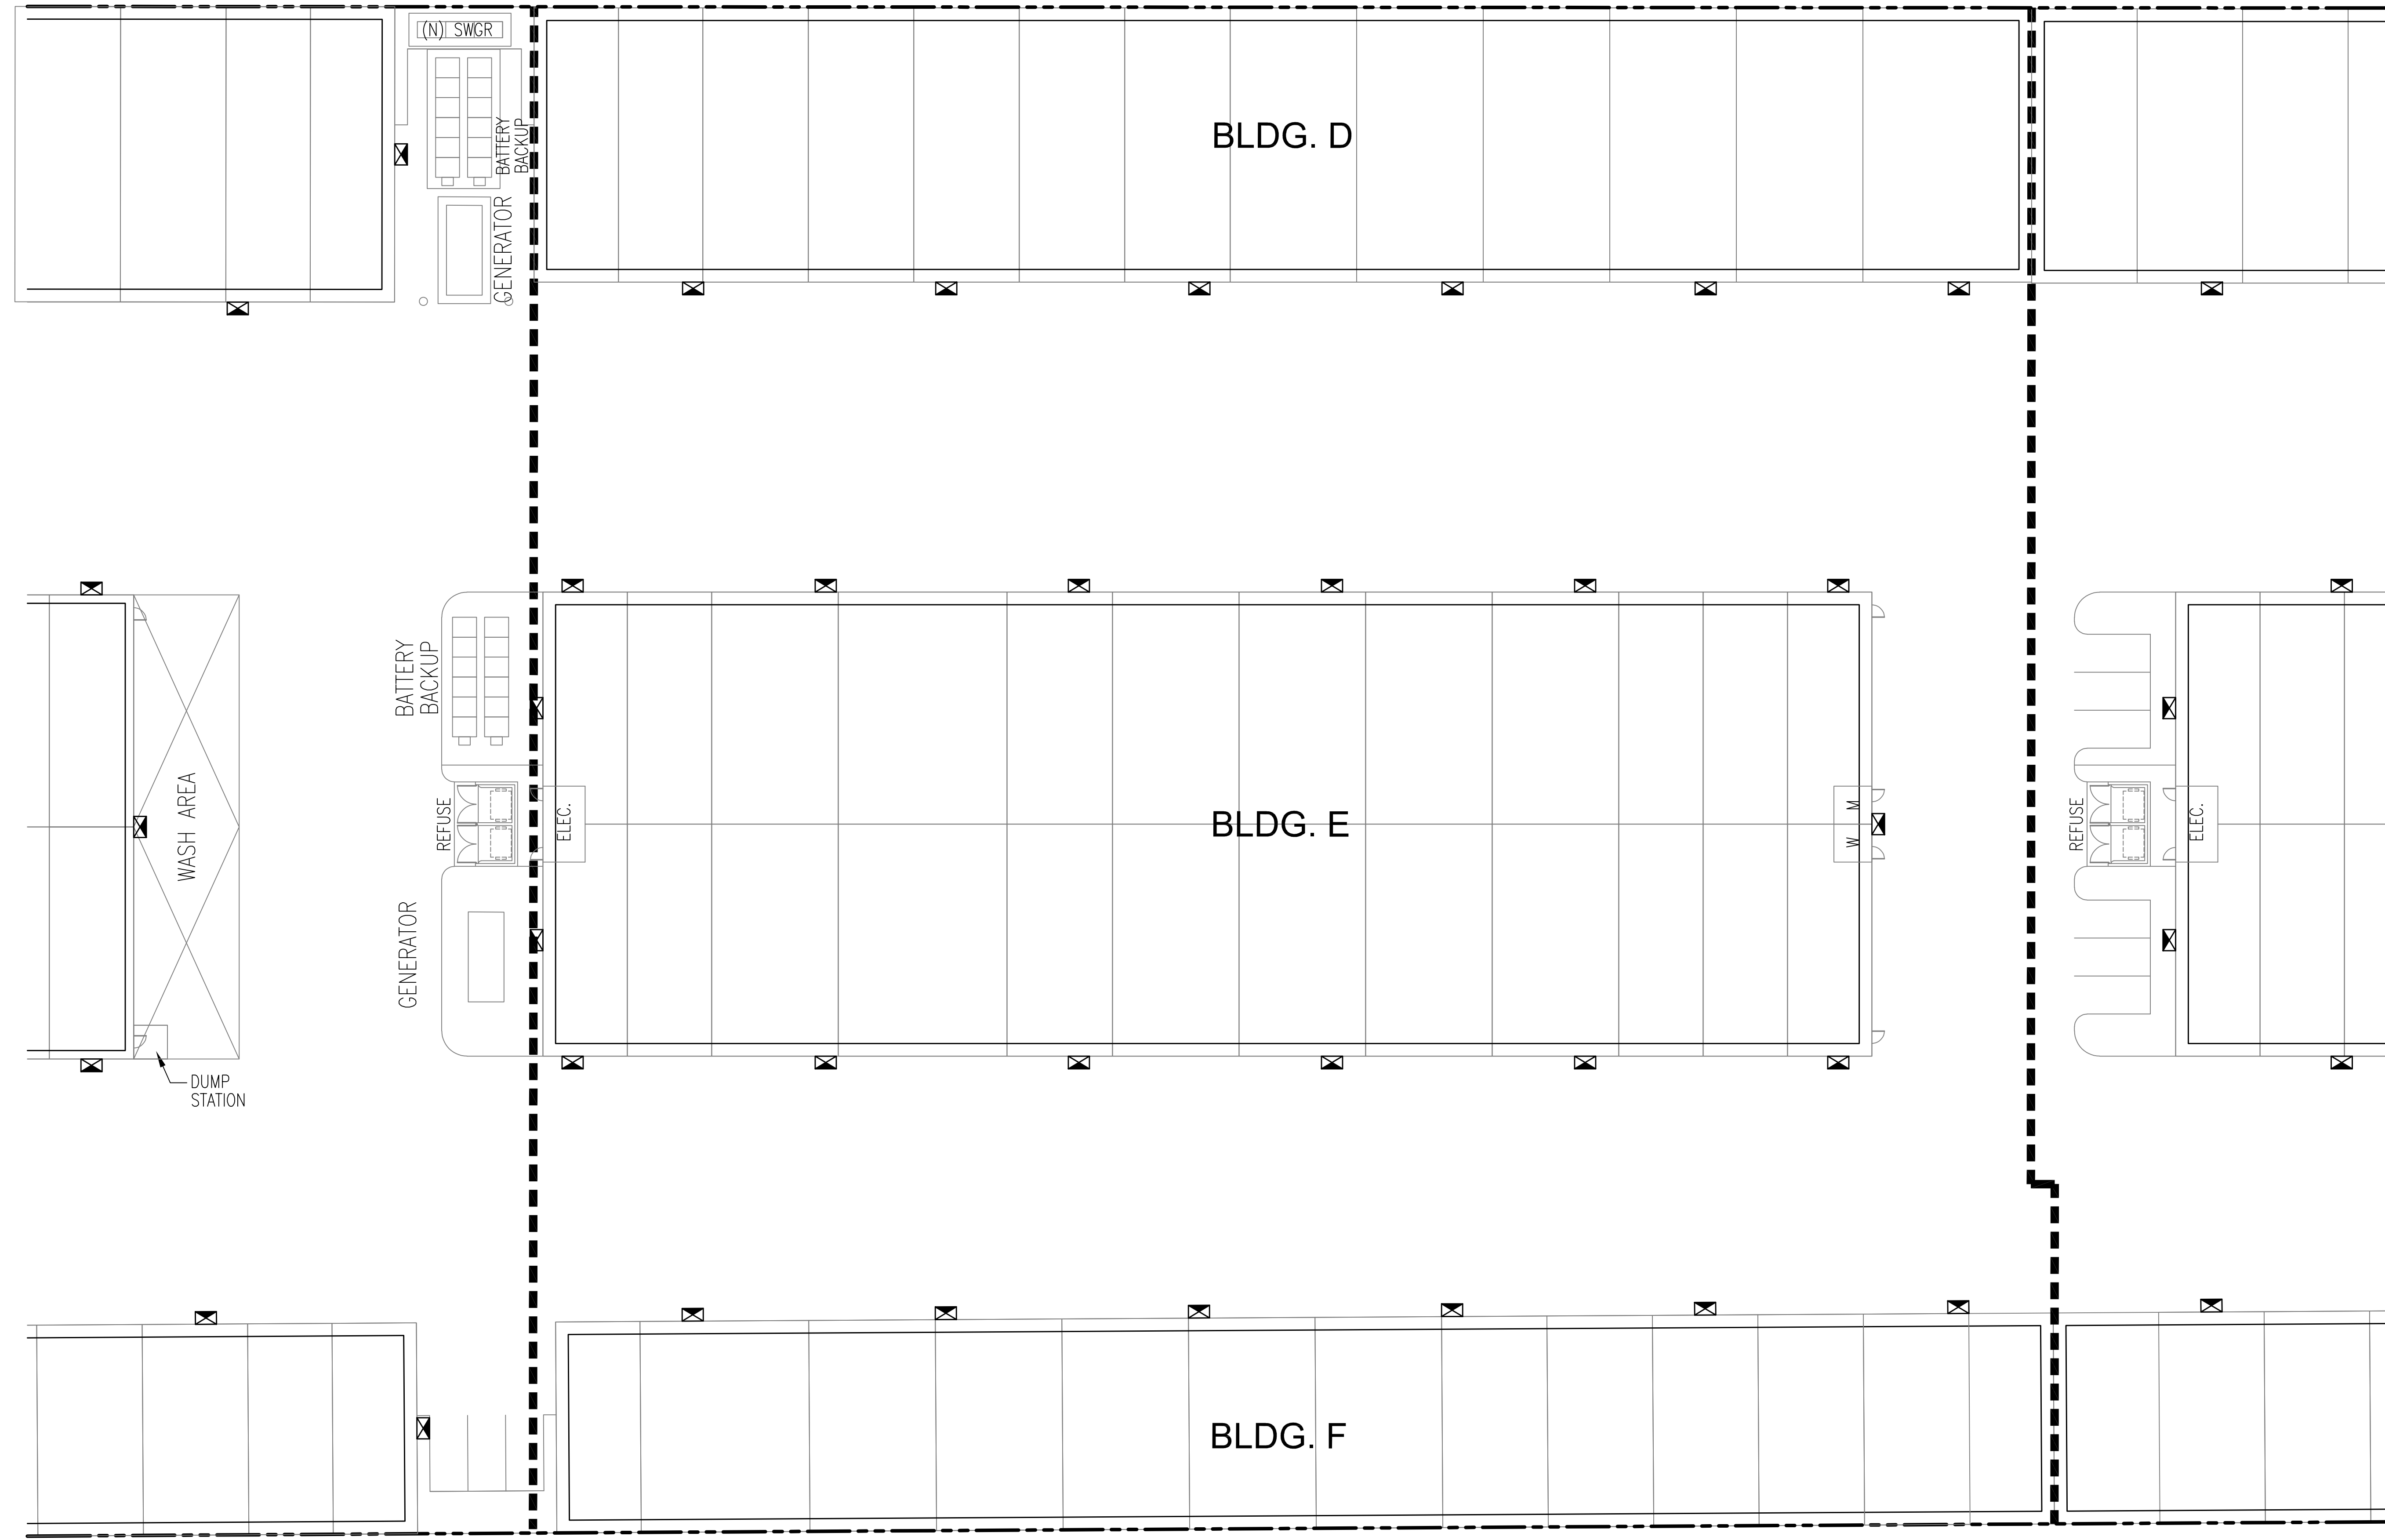 (N) SWGR
BATTERY
BACKUP
GENERATOR
BLDG. D
BATTERY
BACKUP
REFUSE
ELEC.
GENERATOR
WASH AREA
DUMP
STATION
BLDG. E
W M
REFUSE
ELEC.
BLDG. F